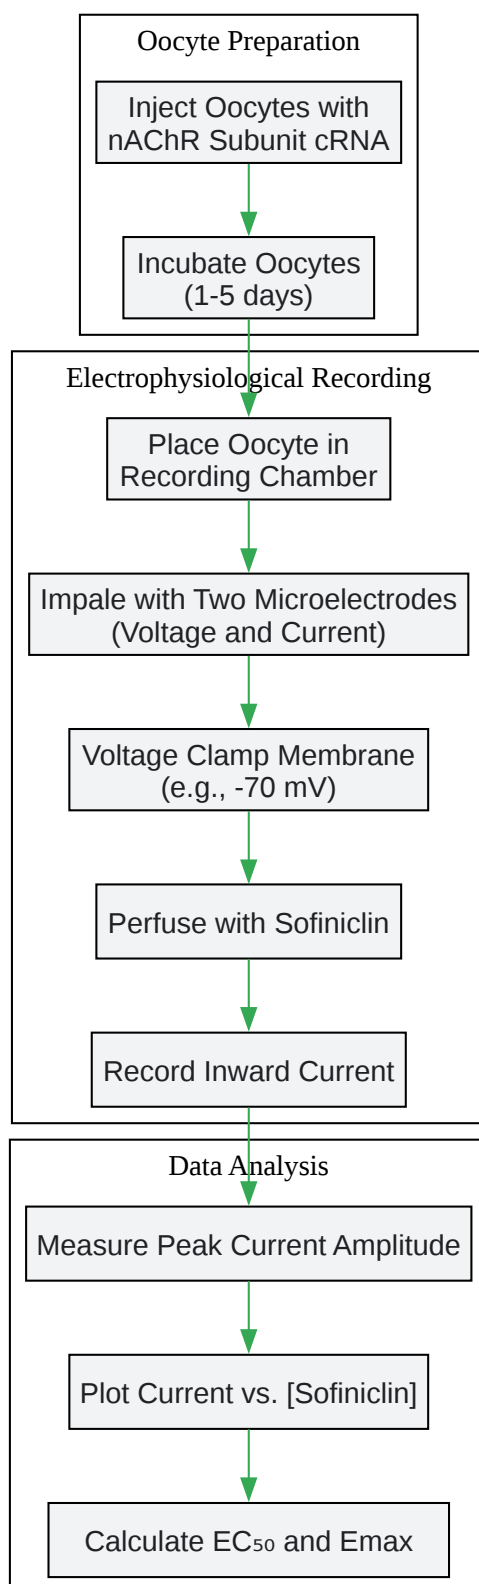 Oocyte Preparation
Inject Oocytes with
nAChR Subunit cRNA
Incubate Oocytes
(1-5 days)
Electrophysiological Recording
Place Oocyte in
Recording Chamber
Impale with Two Microelectrodes
(Voltage and Current)
Voltage Clamp Membrane
(e.g., -70 mV)
Perfuse with Sofiniclin
Record Inward Current
Data Analysis
Measure Peak Current Amplitude
Plot Current vs. [Sofiniclin]
Calculate EC₅₀ and Emax